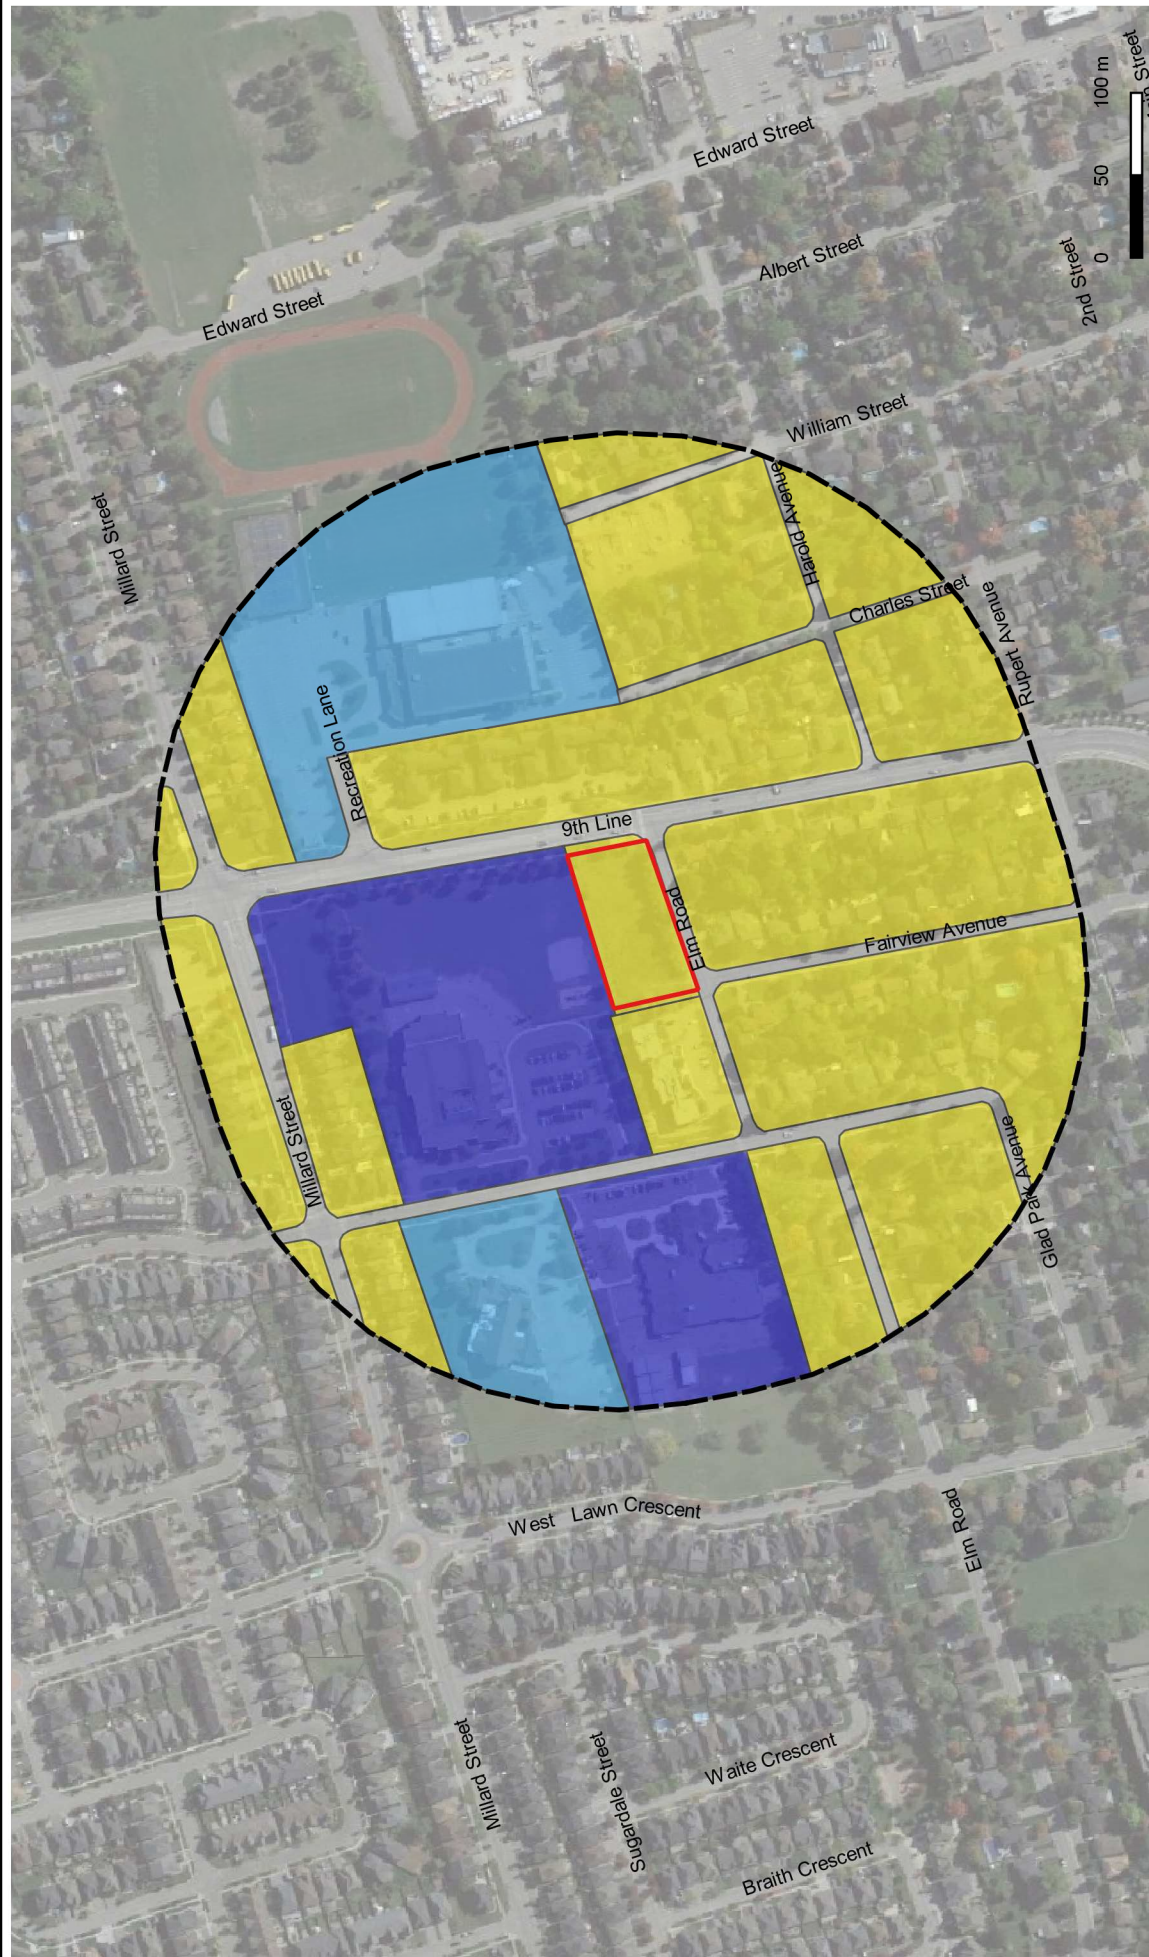 Edward Street
100 m
50
0
Albert Street
2nd Street
Edward Street
William Street
Millard Street
Harold Avenue
Charles Street
Rupert Avenue
Recreation Lane
9th Line
Elm Road
Fairview Avenue
Millard Street
Glad Park Avenue
West Lawn Crescent
Elm Road
Millard Street
Sugardale Street
Waite Crescent
Braith Crescent